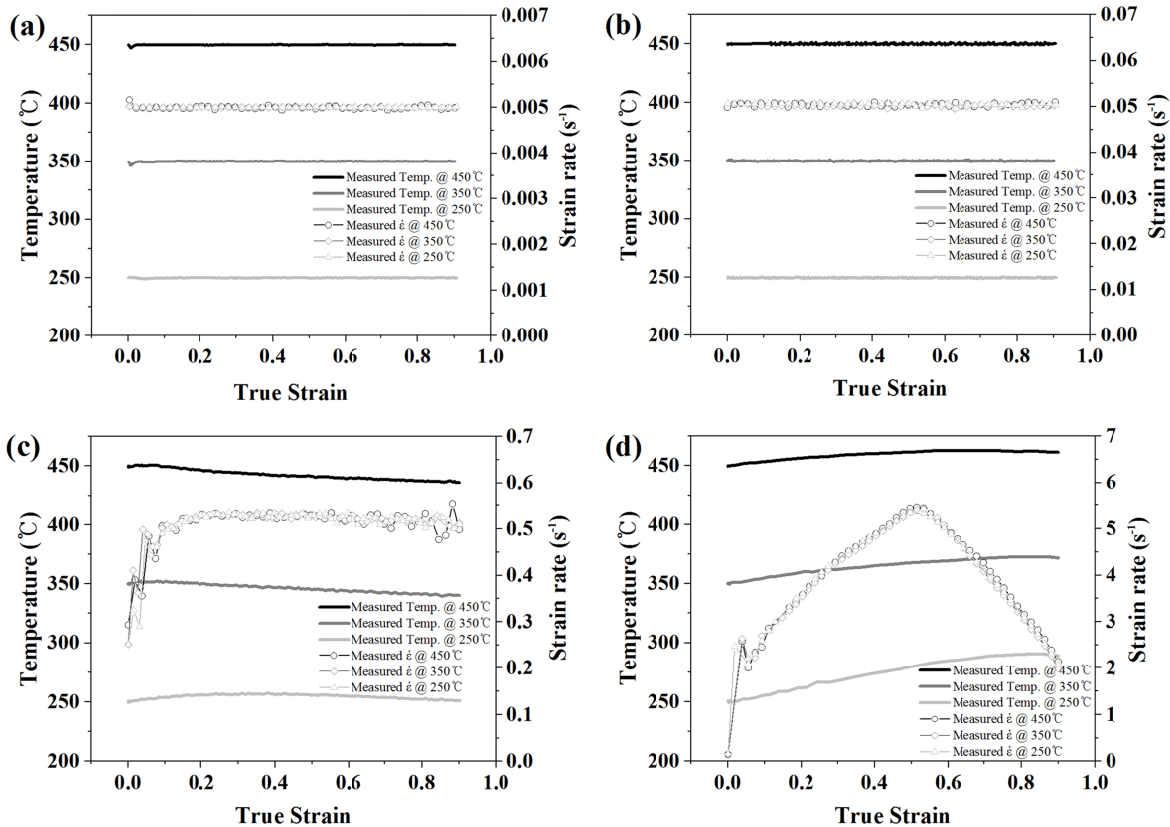 (a)
Temperature (℃)
450
400
350
300
250
200
0.007
0.006
0.005
0.004
0.003
0.002
0.001
0.000
Strain rate (s-1)
Measured Temp. @ 450℃
Measured Temp. @ 350℃
Measured Temp. @ 250℃
Measured ε̇ @ 450℃
Measured ε̇ @ 350℃
Measured ε̇ @ 250℃
0.0 0.2 0.4 0.6 0.8 1.0
True Strain
(b)
Temperature (℃)
450
400
350
300
250
200
0.07
0.06
0.05
0.04
0.03
0.02
0.01
0.00
Strain rate (s-1)
Measured Temp. @ 450℃
Measured Temp. @ 350℃
Measured Temp. @ 250℃
Measured ε̇ @ 450℃
Measured ε̇ @ 350℃
Measured ε̇ @ 250℃
0.0 0.2 0.4 0.6 0.8 1.0
True Strain
(c)
Temperature (℃)
450
400
350
300
250
200
0.7
0.6
0.5
0.4
0.3
0.2
0.1
0.0
Strain rate (s-1)
Measured Temp. @ 450℃
Measured Temp. @ 350℃
Measured Temp. @ 250℃
Measured ε̇ @ 450℃
Measured ε̇ @ 350℃
Measured ε̇ @ 250℃
0.0 0.2 0.4 0.6 0.8 1.0
True Strain
(d)
Temperature (℃)
450
400
350
300
250
200
7
6
5
4
3
2
1
0
Strain rate (s-1)
Measured Temp. @ 450℃
Measured Temp. @ 350℃
Measured Temp. @ 250℃
Measured ε̇ @ 450℃
Measured ε̇ @ 350℃
Measured ε̇ @ 250℃
0.0 0.2 0.4 0.6 0.8 1.0
True Strain